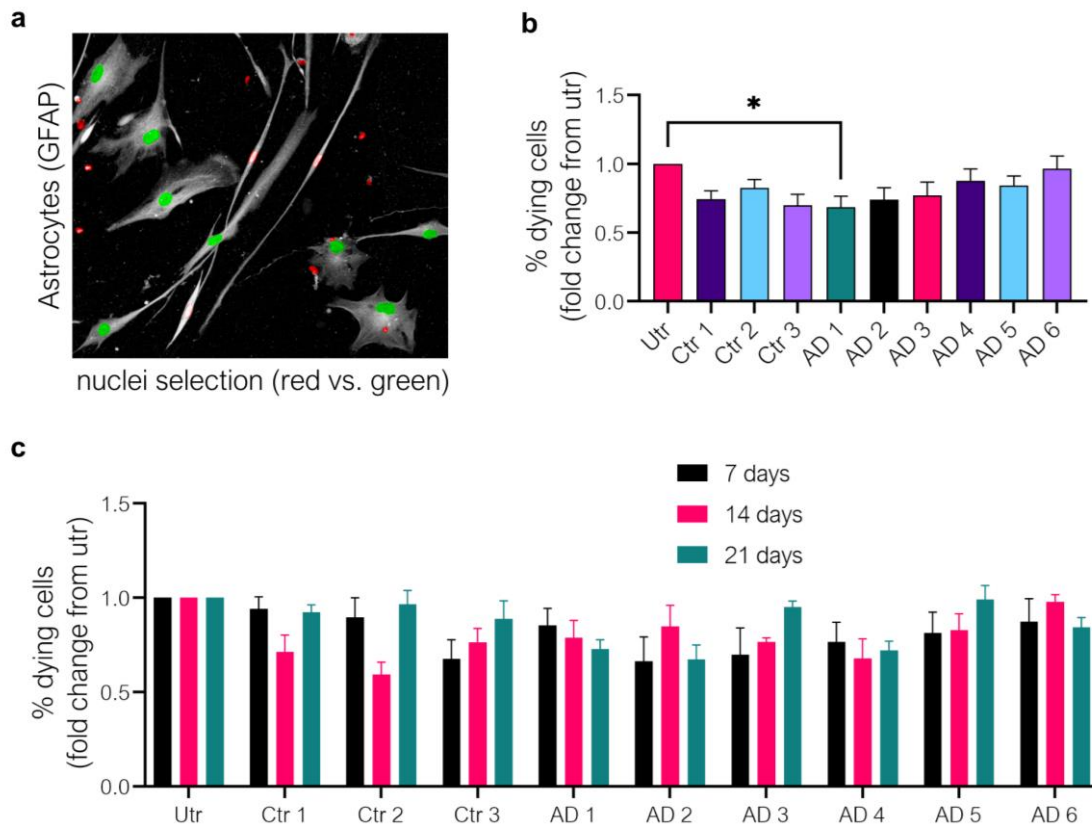 a
Astrocytes (GFAP)
nuclei selection (red vs. green)
b
% dying cells
(fold change from utr)
1.5
1.0
0.5
0.0
*
Utr
Ctr 1
Ctr 2
Ctr 3
AD 1
AD 2
AD 3
AD 4
AD 5
AD 6
c
% dying cells
(fold change from utr)
1.5
1.0
0.5
0.0
7 days
14 days
21 days
Utr Ctr 1 Ctr 2 Ctr 3 AD 1 AD 2 AD 3 AD 4 AD 5 AD 6